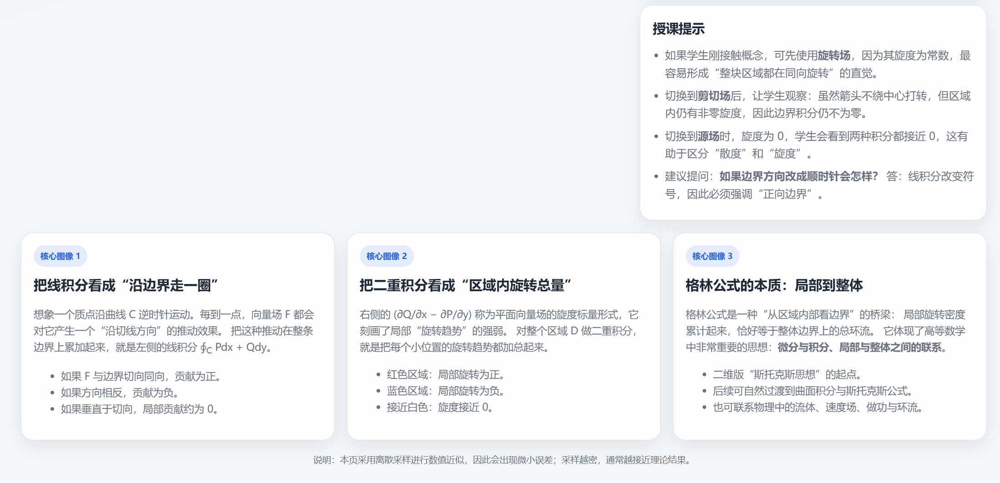 授课提示
• 如果学生刚接触概念，可先使用旋转场，因为其旋度为常数，最
容易形成“整块区域都在同向旋转”的直觉。
• 切换到剪切场后，让学生观察：虽然箭头不绕中心打转，但区域
内仍有非零旋度，因此边界积分仍不为零。
• 切换到源场时，旋度为 0，学生会看到两种积分都接近 0，这有
助于区分“散度”和“旋度”。
• 建议提问：如果边界方向改成顺时针会怎样？ 答：线积分改变符
号，因此必须强调“正向边界”。
核心图像 1
把线积分看成“沿边界走一圈”
想象一个质点沿曲线 C 逆时针运动。每到一点，向量场 F 都会
对它产生一个“沿切线方向”的推动效果。 把这种推动在整条
边界上累加起来，就是左侧的线积分 ∮C Pdx + Qdy。
• 如果 F 与边界切向同向，贡献为正。
• 如果方向相反，贡献为负。
• 如果垂直于切向，局部贡献约为 0。
核心图像 2
把二重积分看成“区域内旋转总量”
右侧的 (∂Q/∂x − ∂P/∂y) 称为平面向量场的旋度标量形式，它
刻画了局部“旋转趋势”的强弱。 对整个区域 D 做二重积分，
就是把每个小位置的旋转趋势都加总起来。
• 红色区域：局部旋转为正。
• 蓝色区域：局部旋转为负。
• 接近白色：旋度接近 0。
核心图像 3
格林公式的本质：局部到整体
格林公式是一种“从区域内部看边界”的桥梁： 局部旋转密度
累计起来，恰好等于整体边界上的总环流。 它体现了高等数学
中非常重要的思想：微分与积分、局部与整体之间的联系。
• 二维版“斯托克斯思想”的起点。
• 后续可自然过渡到曲面积分与斯托克斯公式。
• 也可联系物理中的流体、速度场、做功与环流。
说明：本页采用离散采样进行数值近似，因此会出现微小误差；采样越密，通常越接近理论结果。